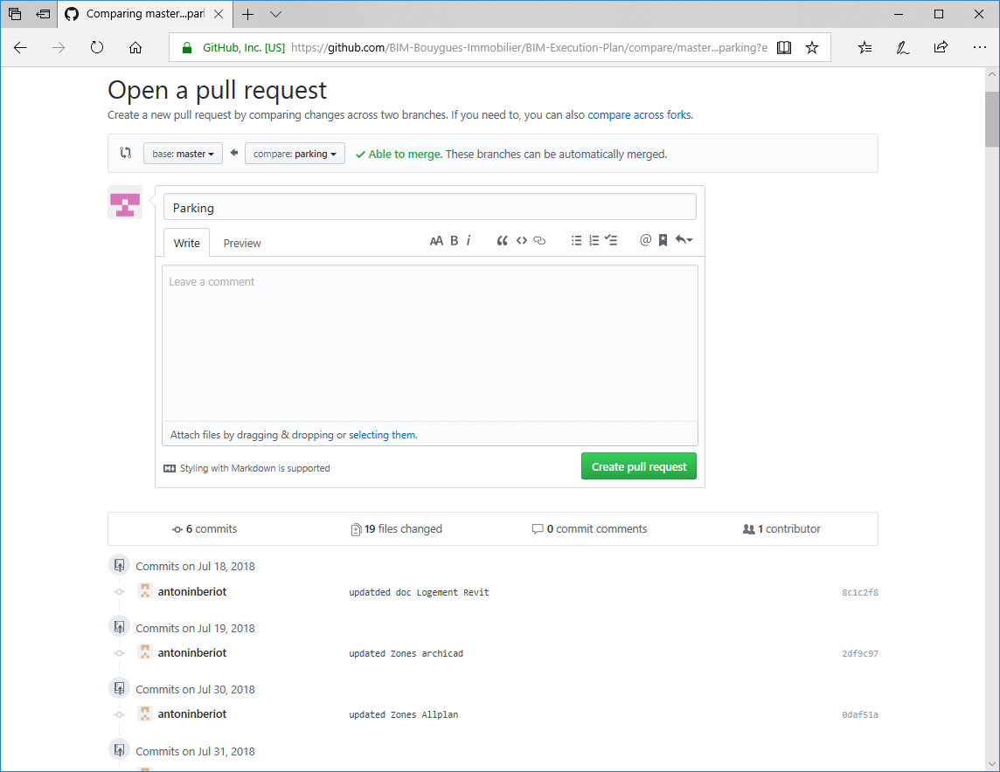 Comparing master...parl
GitHub, Inc. [US] https://github.com/BIM-Bouygues-Immobilier/BIM-Execution-Plan/compare/master...parking?e
Open a pull request
Create a new pull request by comparing changes across two branches. If you need to, you can also compare across forks.
base: master compare: parking Able to merge. These branches can be automatically merged.
Parking
Write Preview AA B i
Leave a comment
Attach files by dragging & dropping or selecting them.
Styling with Markdown is supported Create pull request
6 commits 19 files changed 0 commit comments 1 contributor
Commits on Jul 18, 2018
antoninberiot updatded doc Logement Revit 8c1c2f8
Commits on Jul 19, 2018
antoninberiot updated Zones archicad 2df9c97
Commits on Jul 30, 2018
antoninberiot updated Zones Allplan 0daf51a
Commits on Jul 31, 2018